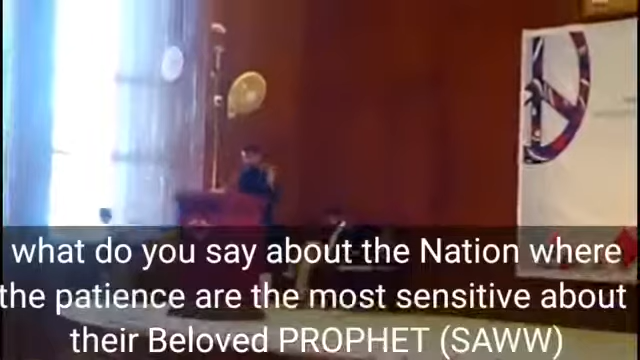 what do you say about the Nation where
the patience are the most sensitive about
their Beloved PROPHET (SAWW)